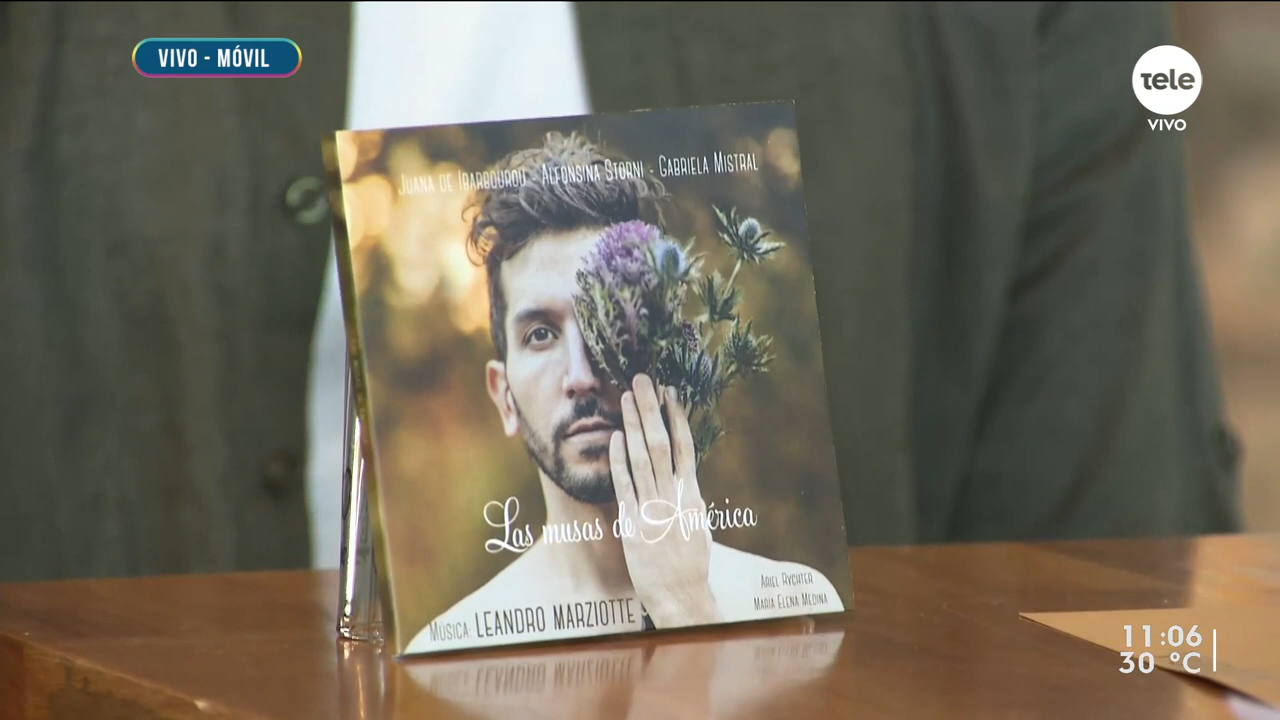 VIVO - MÓVIL
tele
VIVO
JUANA DE IBARBOUROU - ALFONSINA STORNI - GABRIELA MISTRAL
Las musas de América
ARIEL RYCHTER
MARIA ELENA MEDINA
MÚSICA: LEANDRO MARZIOTTE
11:06
30 °C